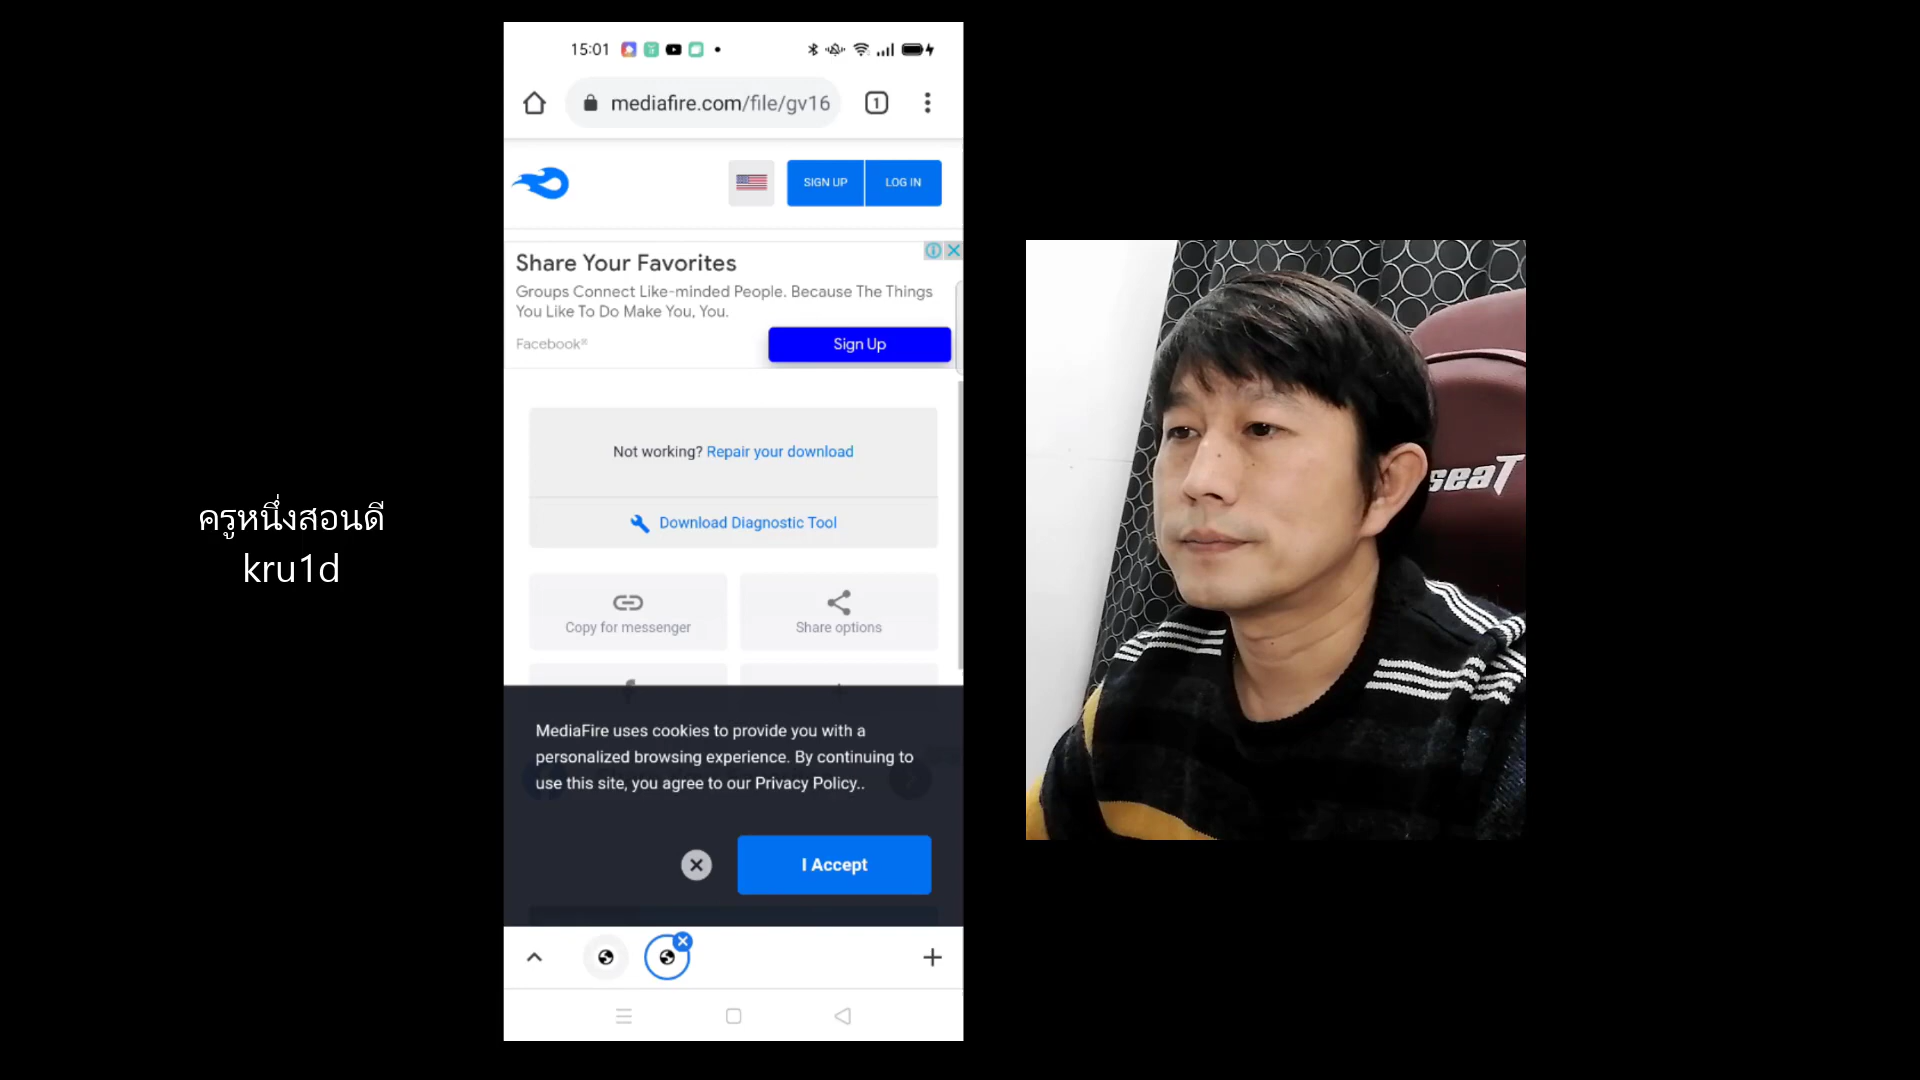 15:01
mediafire.com/file/gv16
1
SIGN UP
LOG IN
Share Your Favorites
Groups Connect Like-minded People. Because The Things
You Like To Do Make You, You.
Facebook®
Sign Up
Not working? Repair your download
Download Diagnostic Tool
Copy for messenger
Share options
MediaFire uses cookies to provide you with a
personalized browsing experience. By continuing to
use this site, you agree to our Privacy Policy..
I Accept
ครูหนึ่งสอนดี
kru1d
seaT